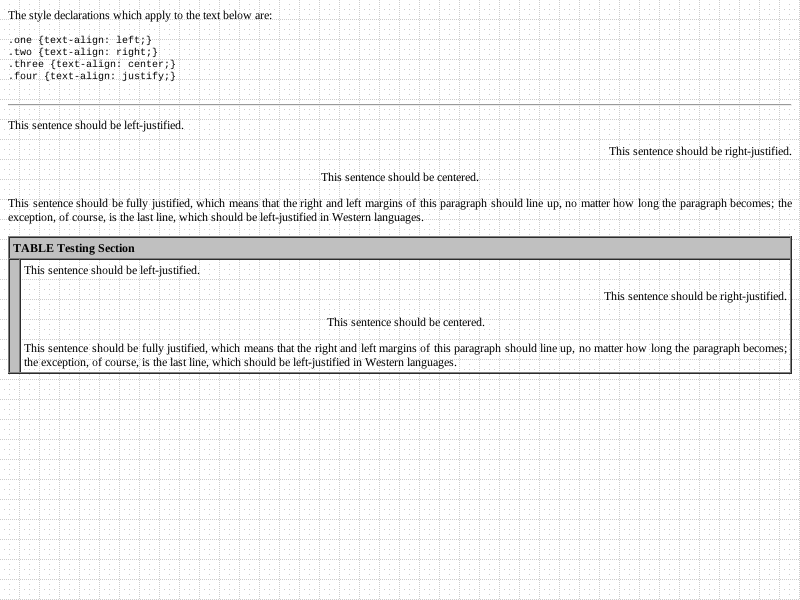 The style declarations which apply to the text below are:
.one {text-align: left;}
.two {text-align: right;}
.three {text-align: center;}
.four {text-align: justify;}
This sentence should be left-justified.
This sentence should be right-justified.
This sentence should be centered.
This sentence should be fully justified, which means that the right and left margins of this paragraph should line up, no matter how long the paragraph becomes; the
exception, of course, is the last line, which should be left-justified in Western languages.
TABLE Testing Section
This sentence should be left-justified.
This sentence should be right-justified.
This sentence should be centered.
This sentence should be fully justified, which means that the right and left margins of this paragraph should line up, no matter how long the paragraph becomes;
the exception, of course, is the last line, which should be left-justified in Western languages.